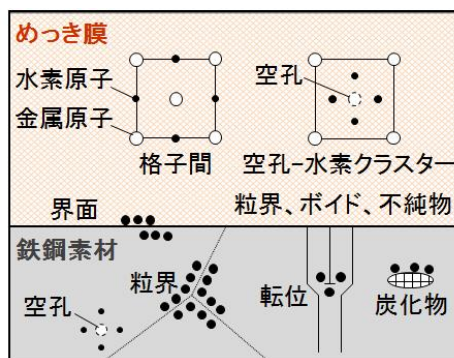 めっき膜
水素原子
金属原子
格子間
空孔
空孔-水素クラスター
粒界、ボイド、不純物
界面
鉄鋼素材
空孔
粒界
転位
炭化物